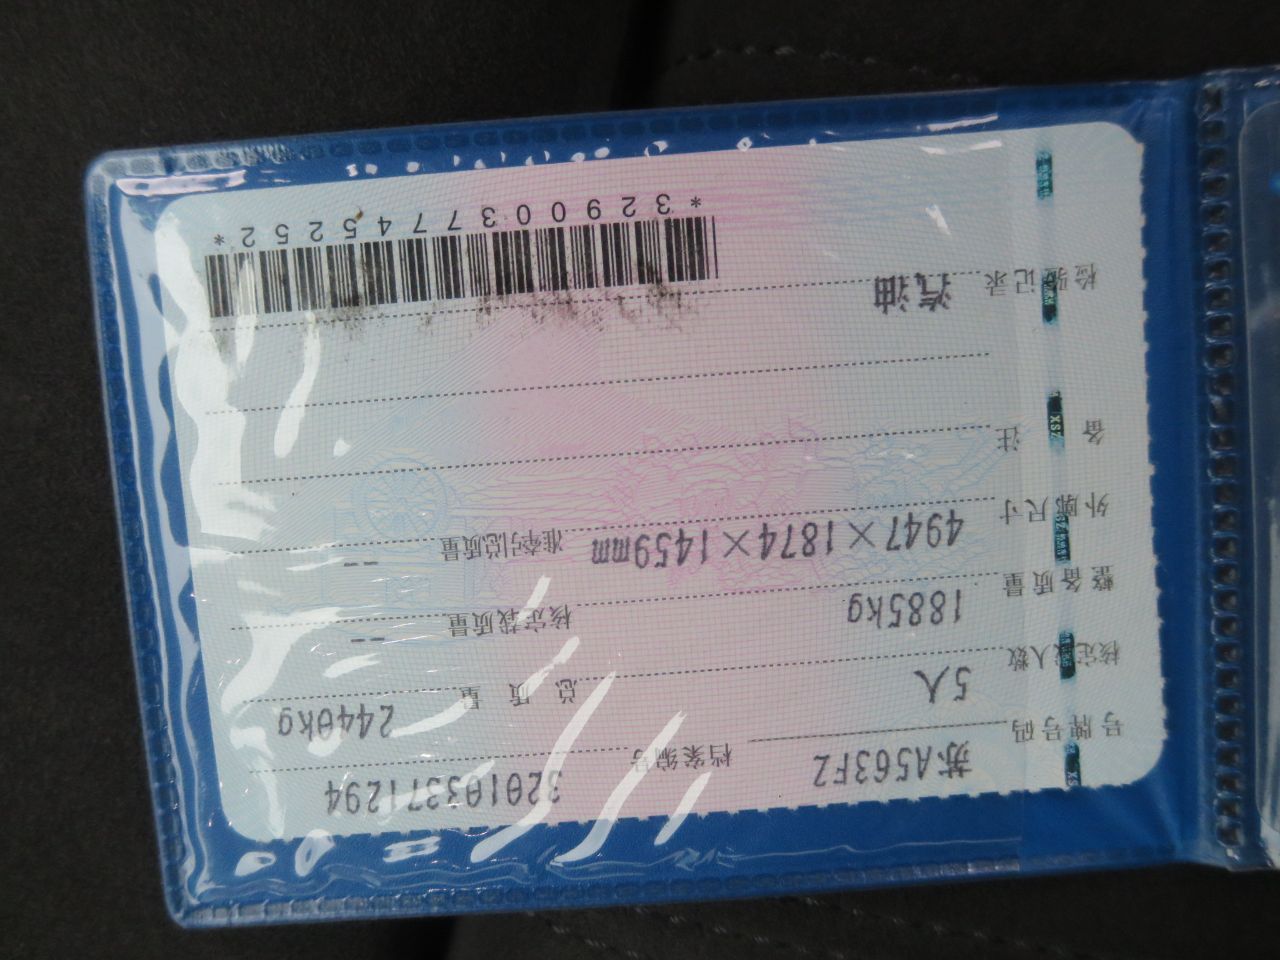 号牌号码 苏A563FZ 档案编号 320103371294
核定载人数 5人 总质量 2440kg
整备质量 1885kg 核定载质量 --
外廓尺寸 4947×1874×1459mm 准牵引总质量 --
备注
检验记录 汽油
*3290037745252*